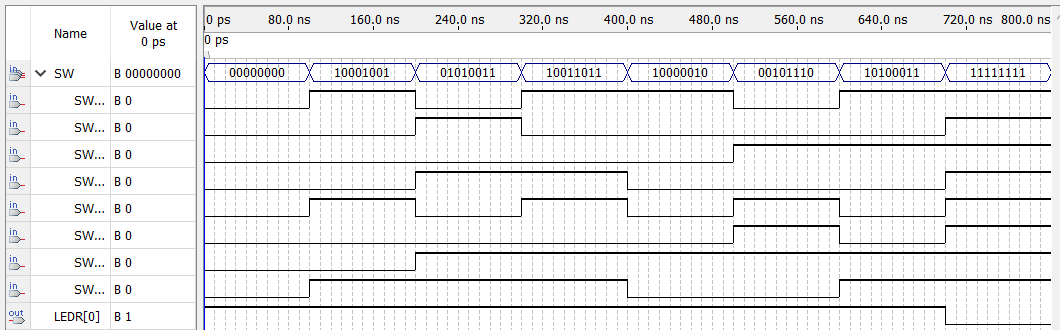 Name
Value at
0 ps
0 ps 80.0 ns 160.0 ns 240.0 ns 320.0 ns 400.0 ns 480.0 ns 560.0 ns 640.0 ns 720.0 ns 800.0 ns
0 ps
in SW B 00000000 00000000 10001001 01010011 10011011 10000010 00101110 10100011 11111111
in SW... B 0
in SW... B 0
in SW... B 0
in SW... B 0
in SW... B 0
in SW... B 0
in SW... B 0
in SW... B 0
out LEDR[0] B 1